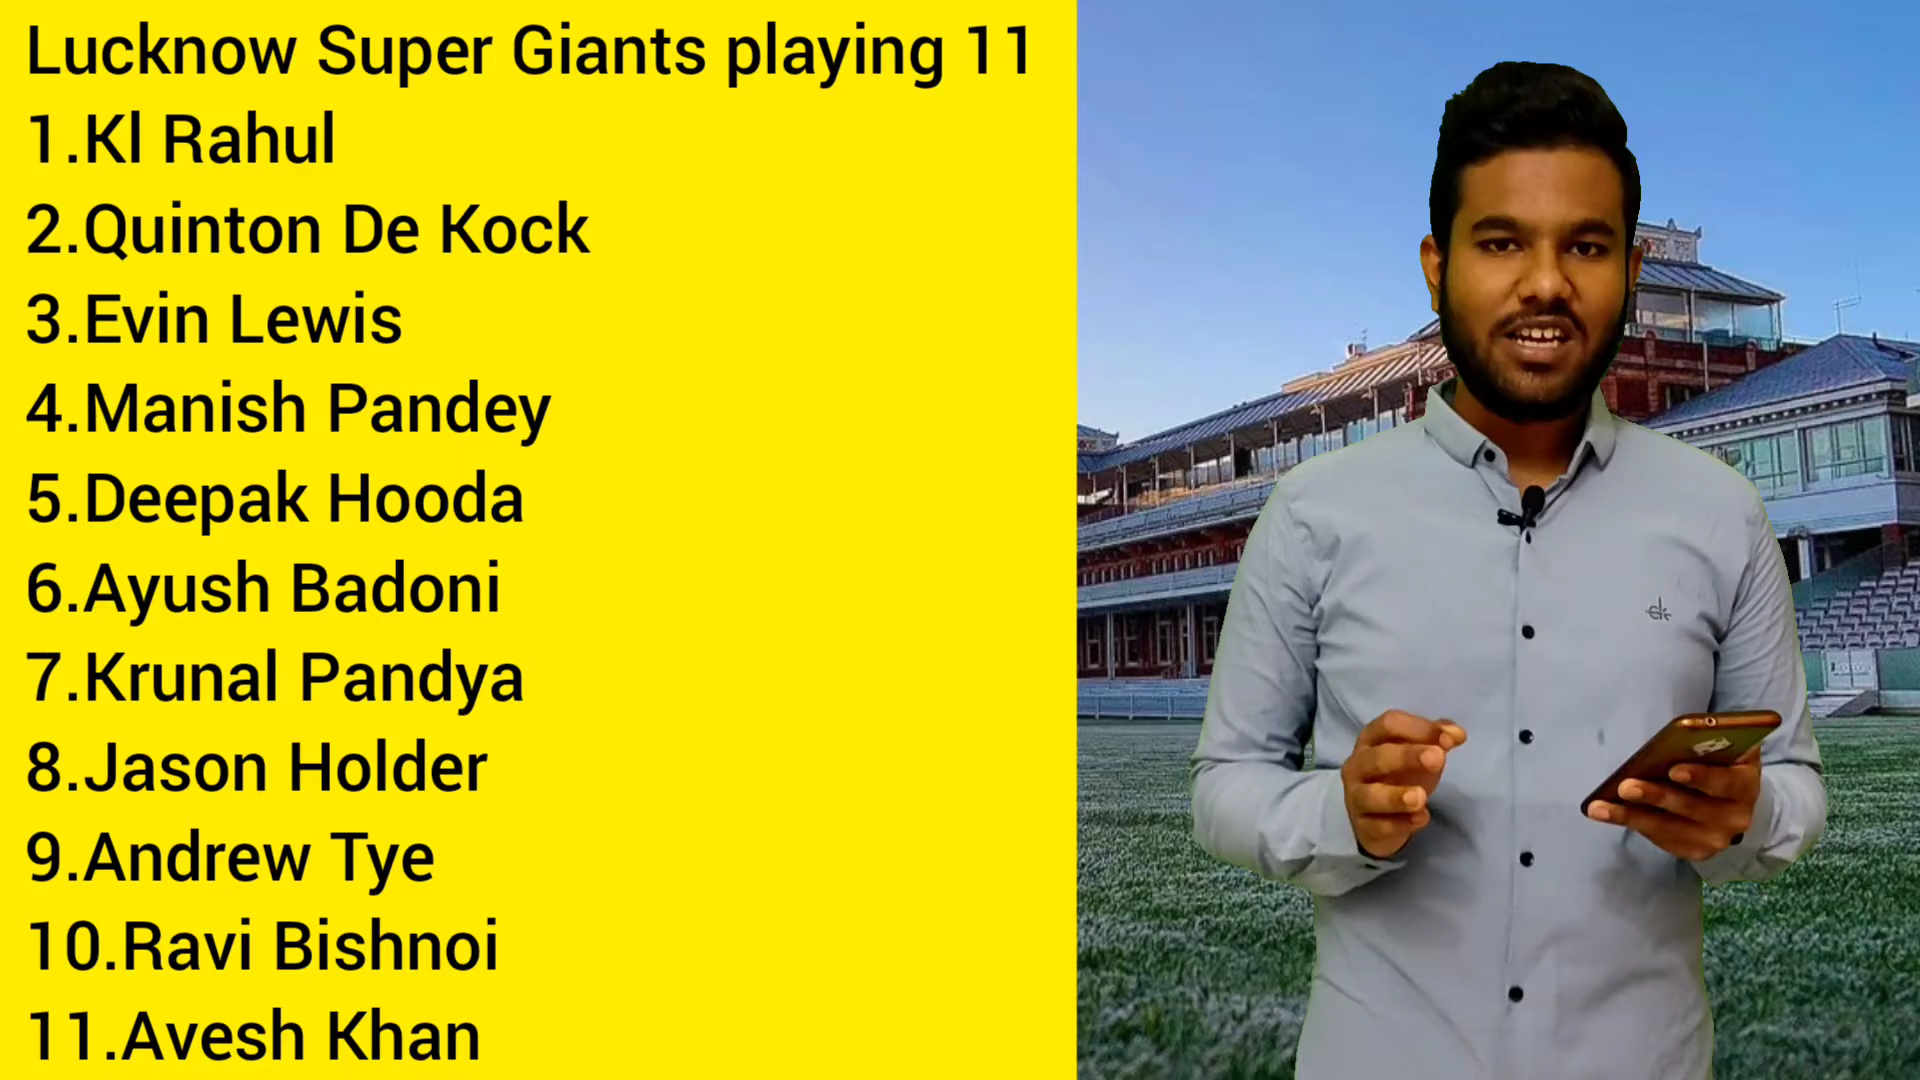 Lucknow Super Giants playing 11
1.Kl Rahul
2.Quinton De Kock
3.Evin Lewis
4.Manish Pandey
5.Deepak Hooda
6.Ayush Badoni
7.Krunal Pandya
8.Jason Holder
9.Andrew Tye
10.Ravi Bishnoi
11.Avesh Khan